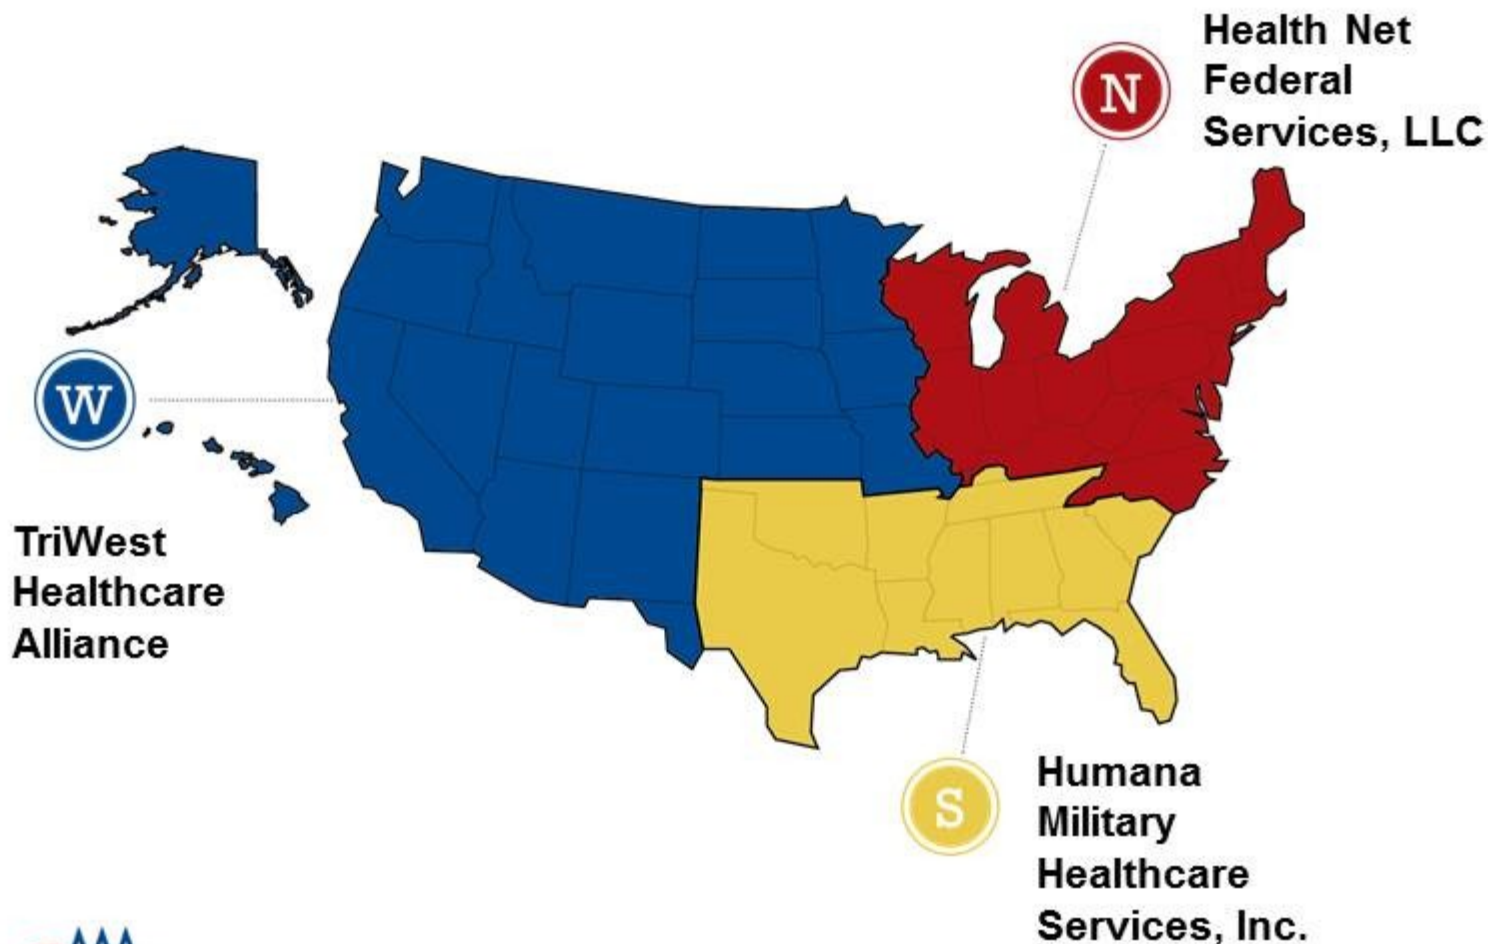 Health Net
Federal
Services, LLC
N
W
TriWest
Healthcare
Alliance
S
Humana
Military
Healthcare
Services, Inc.